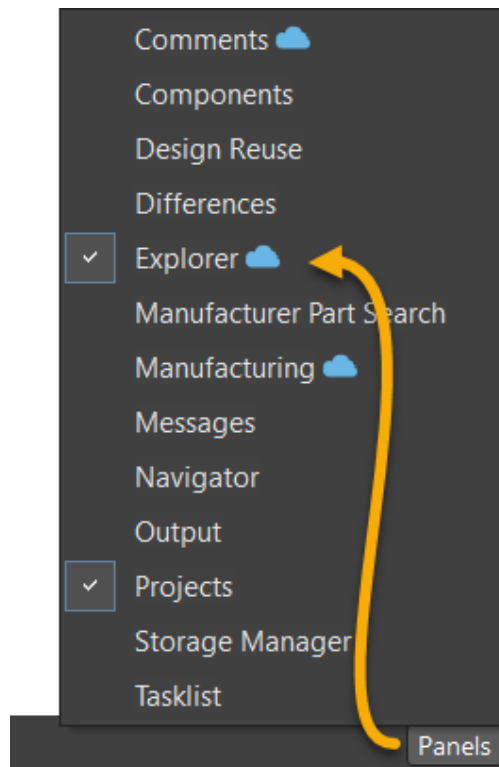 Comments
Components
Design Reuse
Differences
Explorer
Manufacturer Part Search
Manufacturing
Messages
Navigator
Output
Projects
Storage Manager
Tasklist
Panels